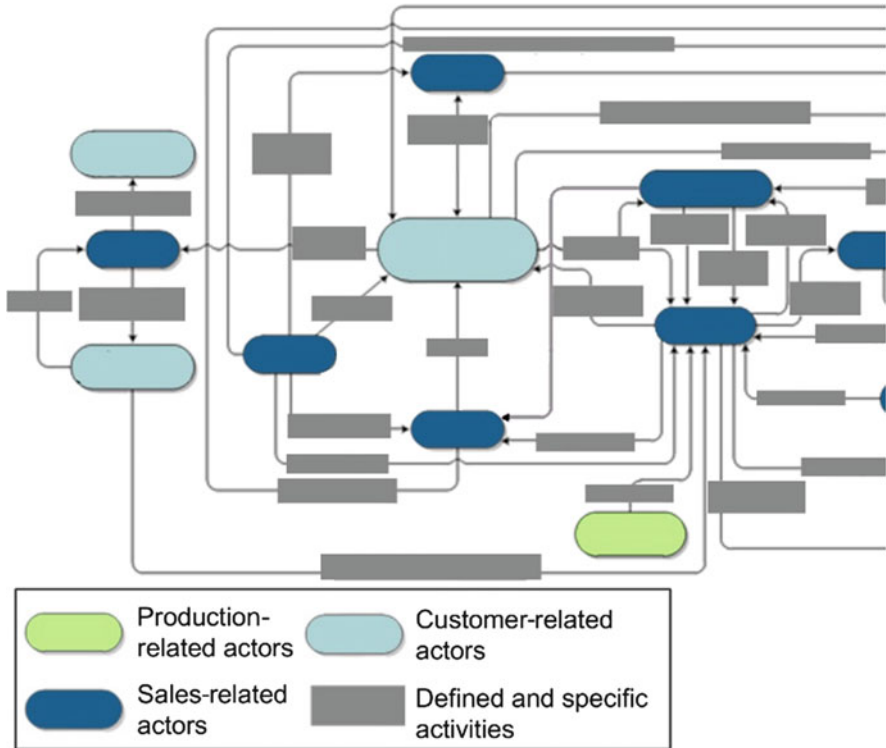 Production-
related actors
Customer-related
actors
Sales-related
actors
Defined and specific
activities